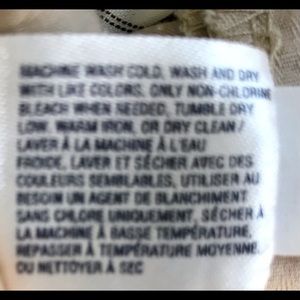 MACHINE WASH COLD, WASH AND DRY
WITH LIKE COLORS, ONLY NON-CHLORINE
BLEACH WHEN NEEDED, TUMBLE DRY
LOW, WARM IRON, OR DRY CLEAN /
LAVER À LA MACHINE À L'EAU
FROIDE, LAVER ET SÉCHER AVEC DES
COULEURS SEMBLABLES, UTILISER AU
BESOIN UN AGENT DE BLANCHIMENT
SANS CHLORE UNIQUEMENT, SÉCHER À
LA MACHINE À BASSE TEMPÉRATURE,
REPASSER À TEMPÉRATURE MOYENNE,
OU NETTOYER À SEC